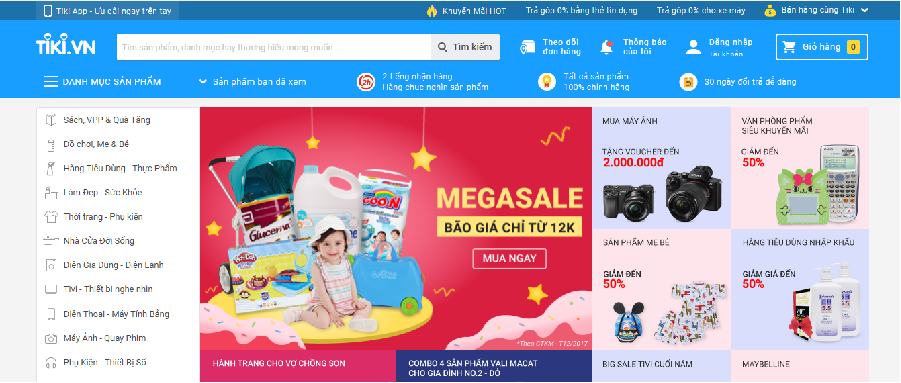 Tiki App - Ưu đãi ngay trên tay
Khuyến Mãi HOT
Trả góp 0% bằng thẻ tín dụng
Trả góp 0% cho xe máy
Bán hàng cùng Tiki
TIKI.VN
Tìm sản phẩm, danh mục hay thương hiệu mong muốn ...
Tìm kiếm
Theo dõi
đơn hàng
Thông báo
của tôi
Đăng nhập
Tài khoản
Giỏ hàng 0
DANH MỤC SẢN PHẨM
Sản phẩm bạn đã xem
2h
2 tiếng nhận hàng
Hàng chục nghìn sản phẩm
Tất cả sản phẩm
100% chính hãng
30 ngày đổi trả dễ dàng
Sách, VPP & Quà Tặng
Đồ chơi, Mẹ & Bé
Hàng Tiêu Dùng - Thực Phẩm
Làm Đẹp - Sức Khỏe
Thời trang - Phụ kiện
Nhà Cửa Đời Sống
Điện Gia Dụng - Điện Lạnh
Tivi - Thiết bị nghe nhìn
Điện Thoại - Máy Tính Bảng
Máy Ảnh - Quay Phim
Phụ Kiện - Thiết Bị Số
GOO.N
Glucerna
Play-Doh
MEGASALE
BÃO GIÁ CHỈ TỪ 12K
MUA NGAY
*Theo CTKM - T12/2017
HÀNH TRANG CHO VỢ CHỒNG SON
COMBO 4 SẢN PHẨM VALI MACAT
CHO GIA ĐÌNH NO.2 - ĐỎ
MUA MÁY ẢNH
TẶNG VOUCHER ĐẾN
2.000.000đ
VĂN PHÒNG PHẨM
SIÊU KHUYẾN MÃI
GIẢM ĐẾN
50%
SẢN PHẨM MẸ BÉ
GIẢM ĐẾN
50%
HÀNG TIÊU DÙNG NHẬP KHẨU
GIẢM GIÁ ĐẾN
50%
5.5
BIG SALE TIVI CUỐI NĂM
MAYBELLINE